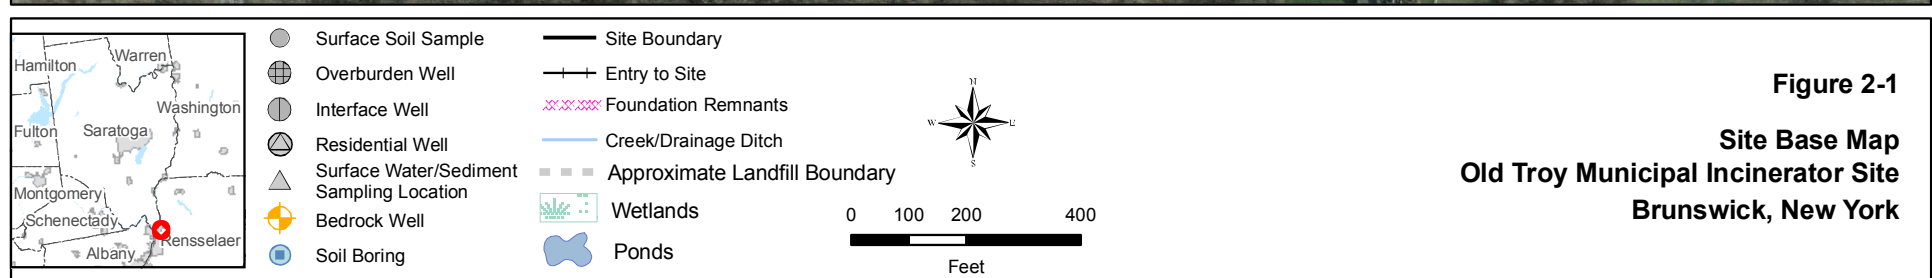 Hamilton
Warren
Washington
Fulton
Saratoga
Montgomery
Schenectady
Rensselaer
Albany
Surface Soil Sample
Overburden Well
Interface Well
Residential Well
Surface Water/Sediment
Sampling Location
Bedrock Well
Soil Boring
Site Boundary
Entry to Site
Foundation Remnants
Creek/Drainage Ditch
Approximate Landfill Boundary
Wetlands
Ponds
N
W E
S
0 100 200 400
Feet
Figure 2-1
Site Base Map
Old Troy Municipal Incinerator Site
Brunswick, New York